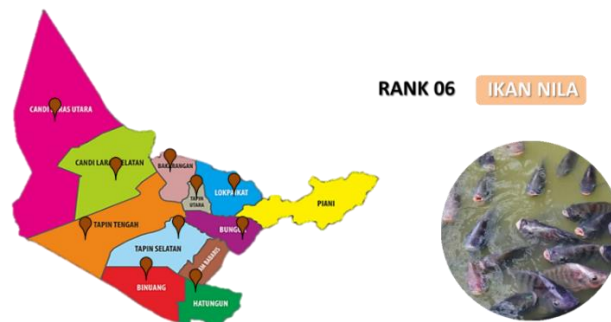 RANK 06 IKAN NILA
CANDI LARAS UTARA
CANDI LARAS SELATAN
BAKARANGAN
TAPIN UTARA
LOKPAIKAT
PIANI
TAPIN TENGAH
BUNGUR
TAPIN SELATAN
BINUANG
HATUNGUN